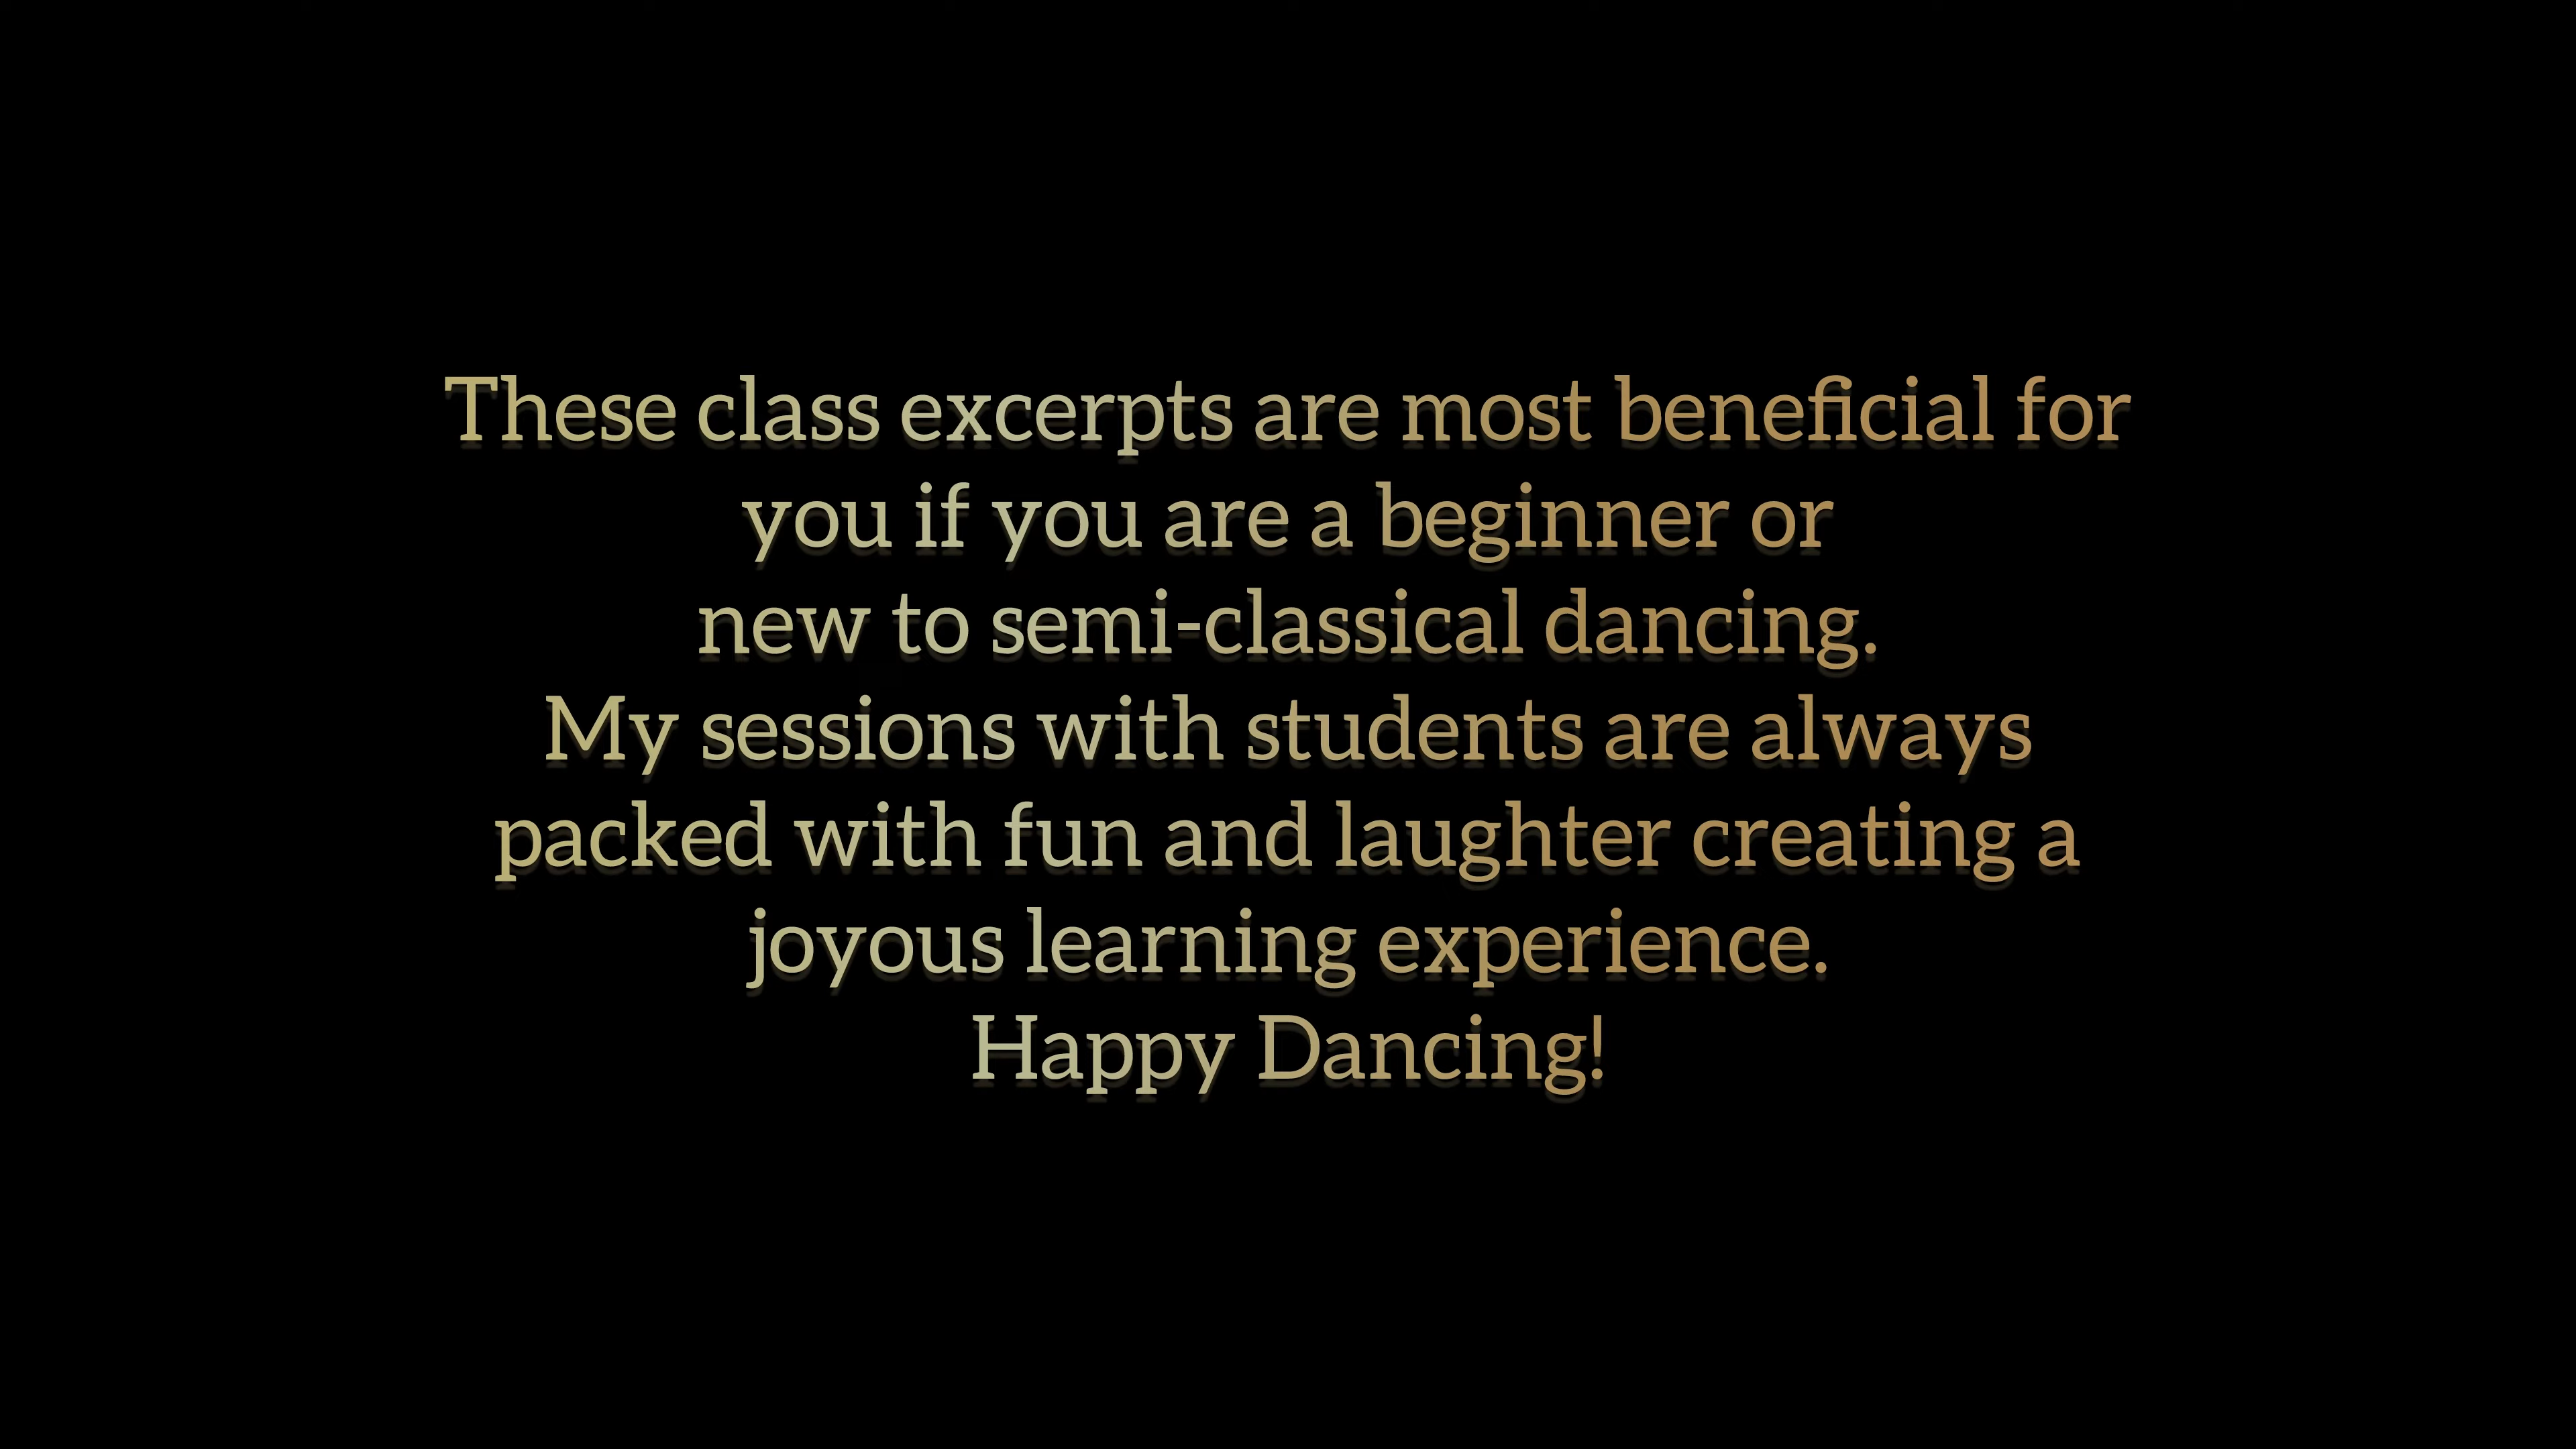 These class excerpts are most beneficial for
you if you are a beginner or
new to semi-classical dancing.
My sessions with students are always
packed with fun and laughter creating a
joyous learning experience.
Happy Dancing!